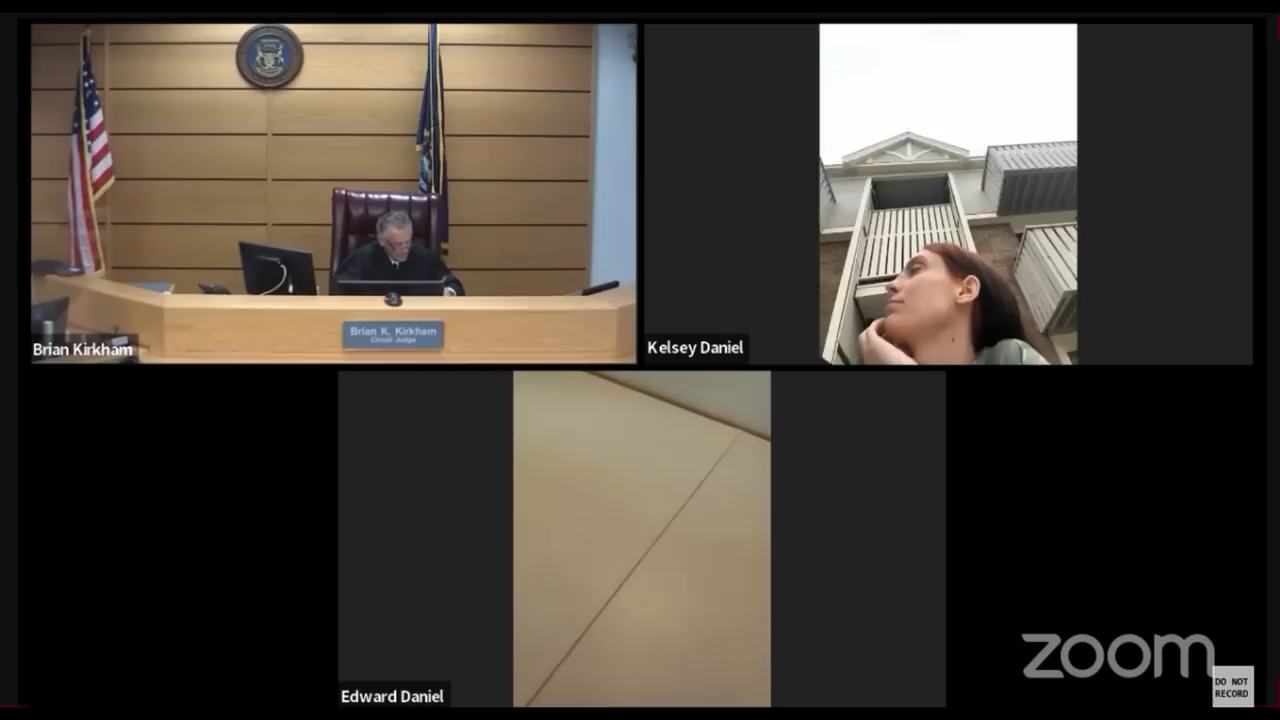 Brian K. Kirkham
Circuit Judge
Brian Kirkham
Kelsey Daniel
Edward Daniel
zoom
DO NOT
RECORD